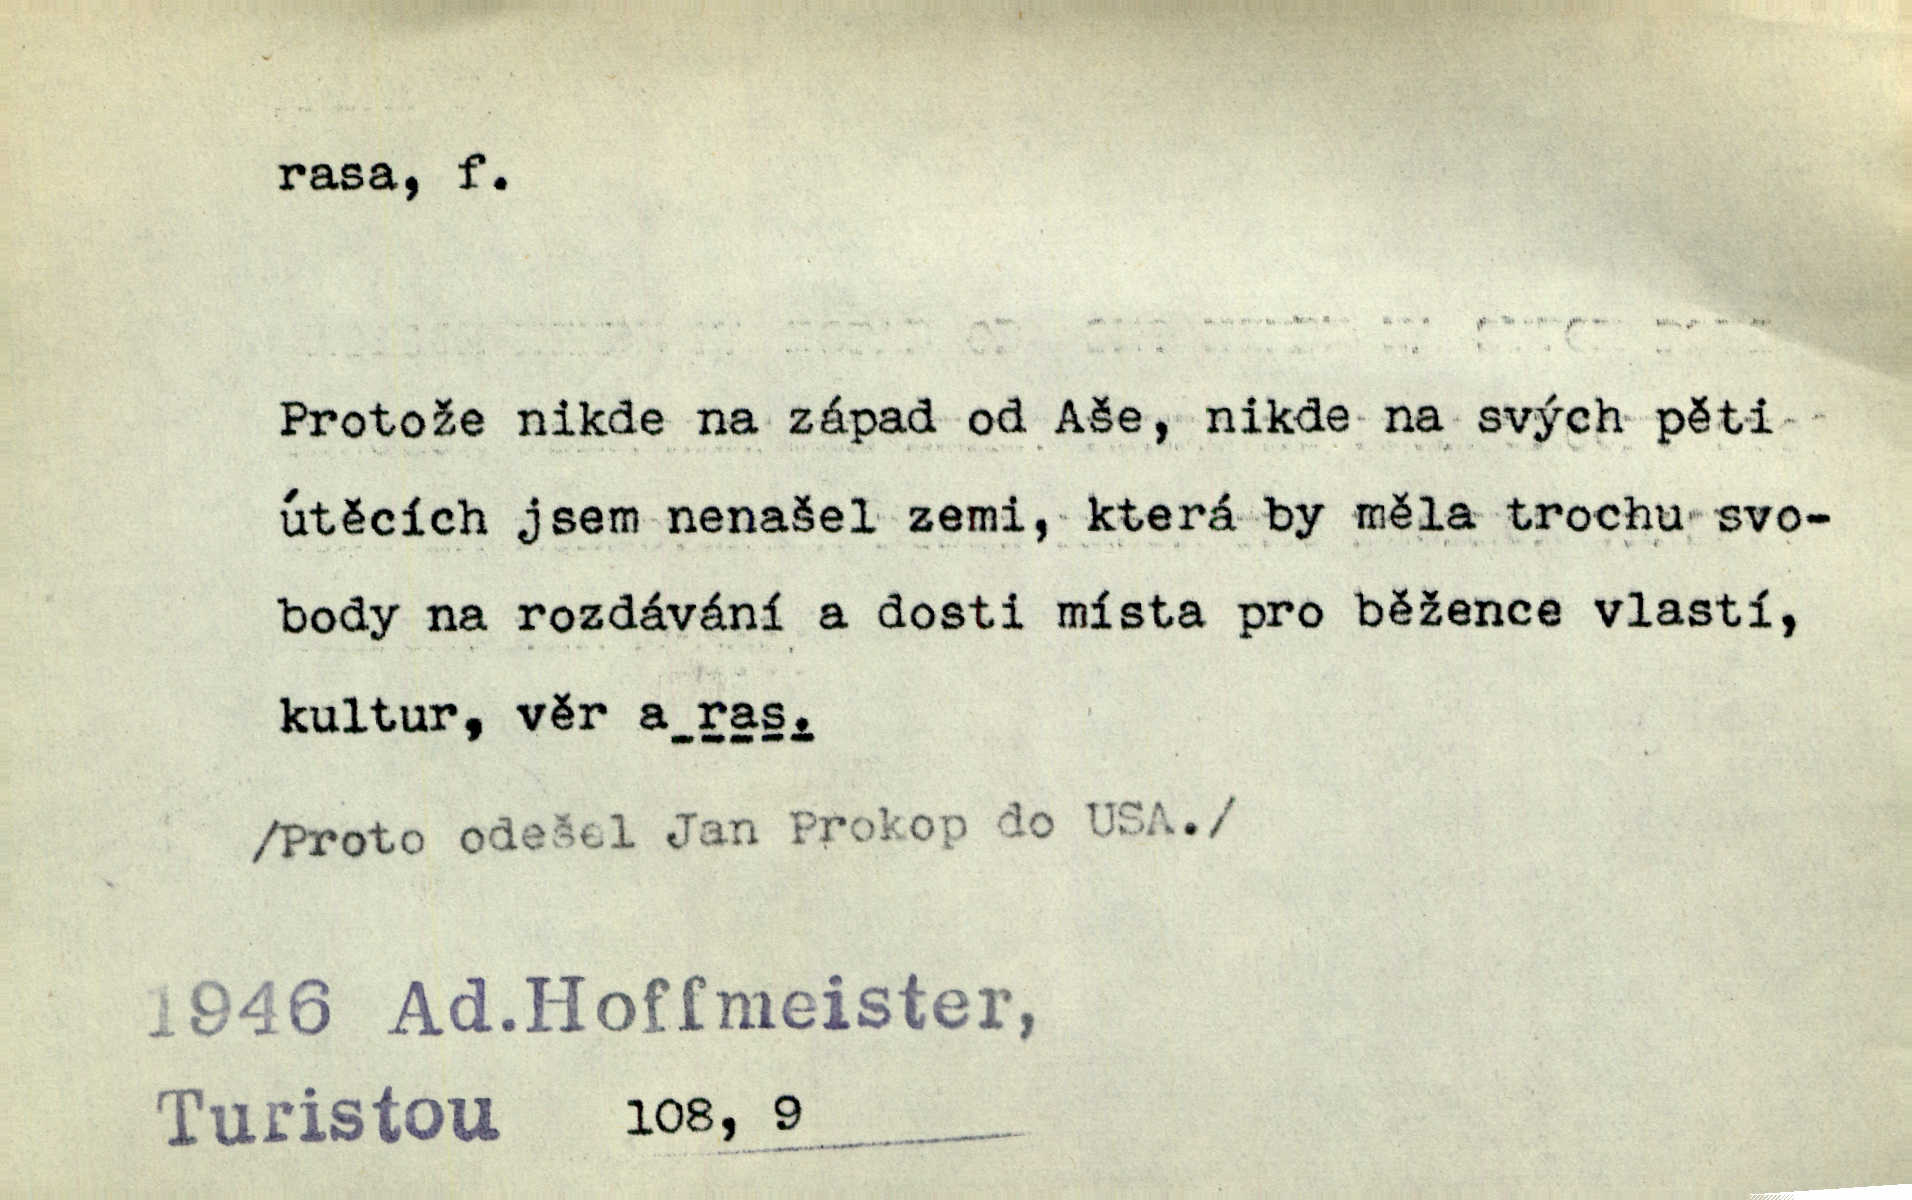 rasa, f.
Protože nikde na západ od Aše, nikde na svých pěti
útěcích jsem nenašel zemi, která by měla trochu svo-
body na rozdávání a dosti místa pro běžence vlastí,
kultur, věr a ras.
/Proto odešel Jan Prokop do USA./
1946 Ad.Hoffmeister,
Turistou 108, 9